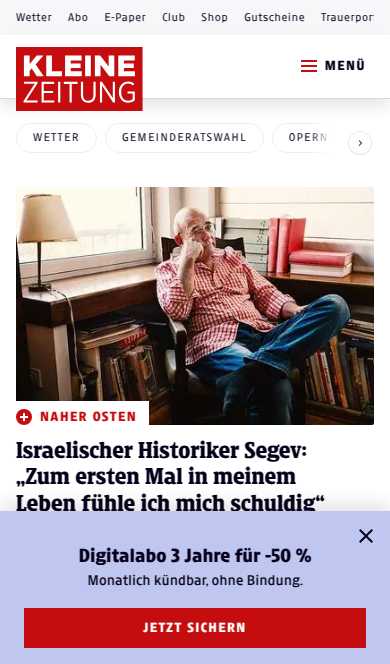 Wetter Abo E-Paper Club Shop Gutscheine Trauerpor
KLEINE
ZEITUNG
MENÜ
WETTER GEMEINDERATSWAHL OPERN
NAHER OSTEN
Israelischer Historiker Segev:
„Zum ersten Mal in meinem
Leben fühle ich mich schuldig“
Digitalabo 3 Jahre für -50 %
Monatlich kündbar, ohne Bindung.
JETZT SICHERN